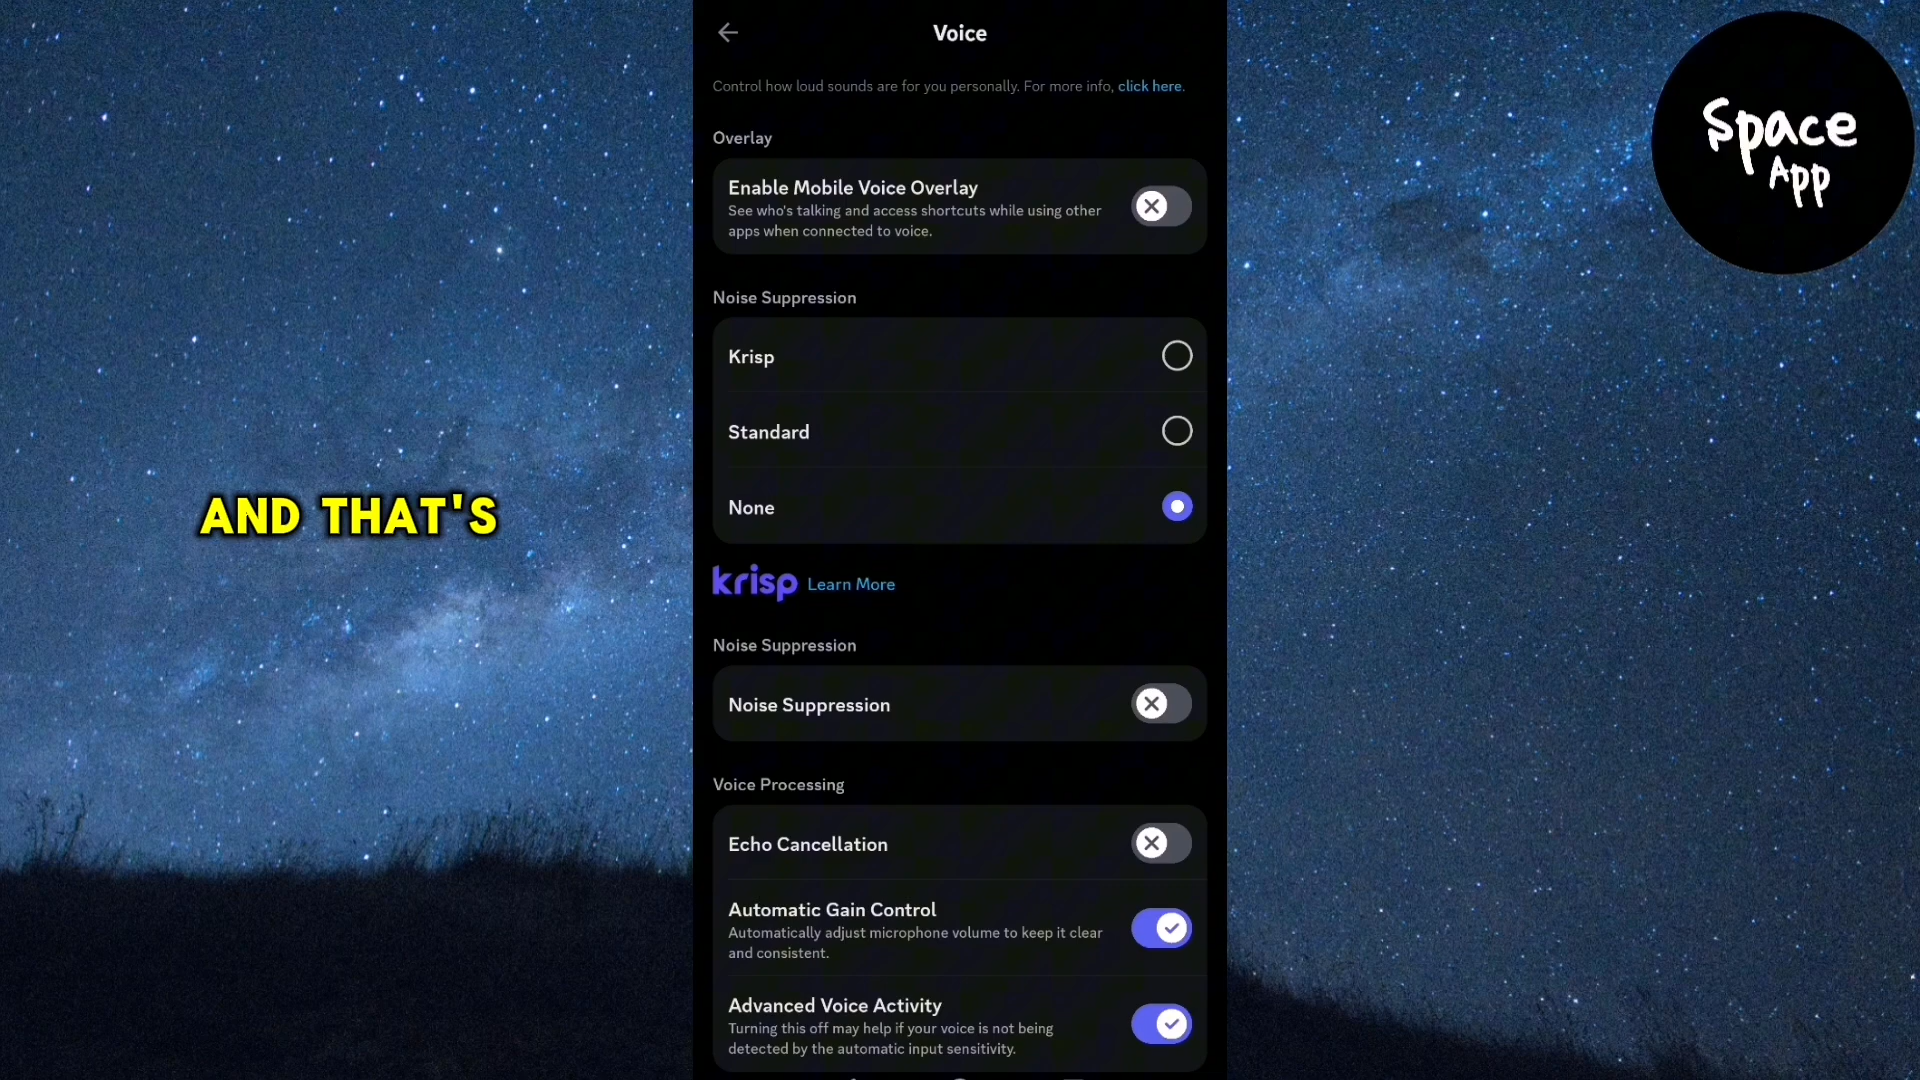 Voice
Control how loud sounds are for you personally. For more info, click here.
Overlay
Enable Mobile Voice Overlay
See who's talking and access shortcuts while using other
apps when connected to voice.
Noise Suppression
Krisp
Standard
None
krisp Learn More
Noise Suppression
Noise Suppression
Voice Processing
Echo Cancellation
Automatic Gain Control
Automatically adjust microphone volume to keep it clear
and consistent.
Advanced Voice Activity
Turning this off may help if your voice is not being
detected by the automatic input sensitivity.
AND THAT'S
Space
App